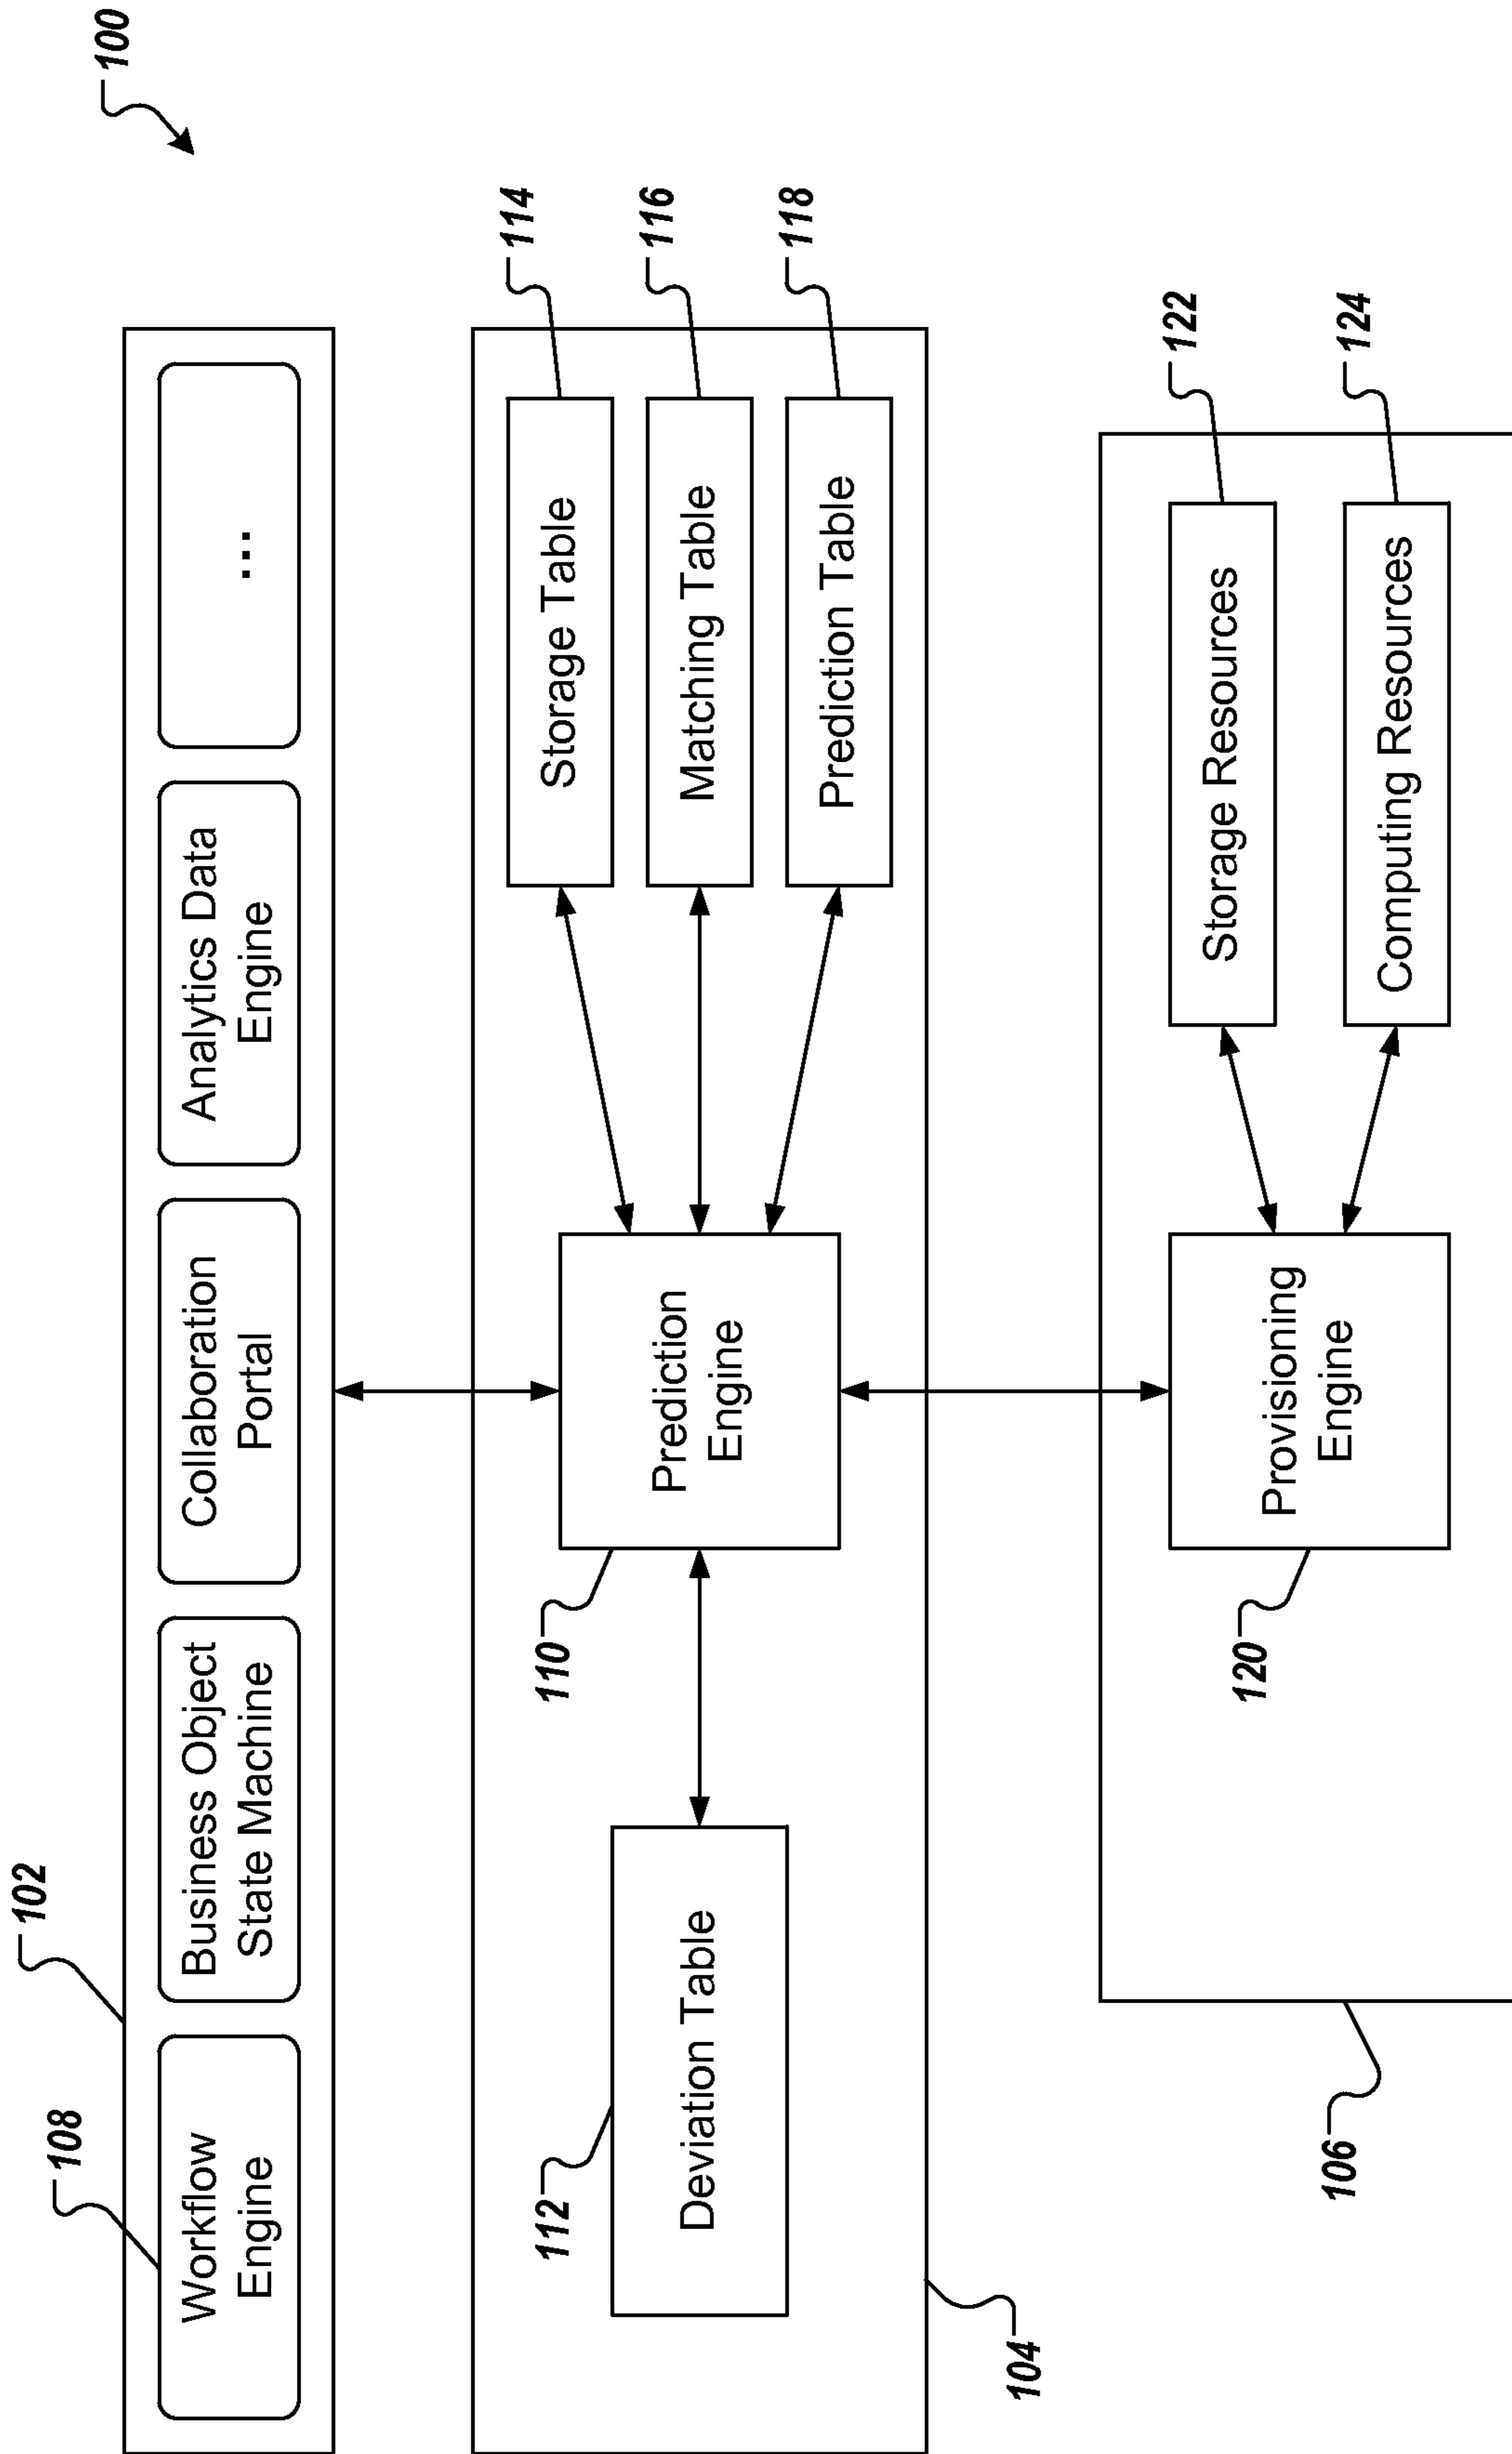 100
102
108
Workflow
Engine
Business Object
State Machine
Collaboration
Portal
Analytics Data
Engine
...
104
112
Deviation Table
110
Prediction
Engine
Storage Table
114
Matching Table
116
Prediction Table
118
106
120
Provisioning
Engine
Storage Resources
122
Computing Resources
124